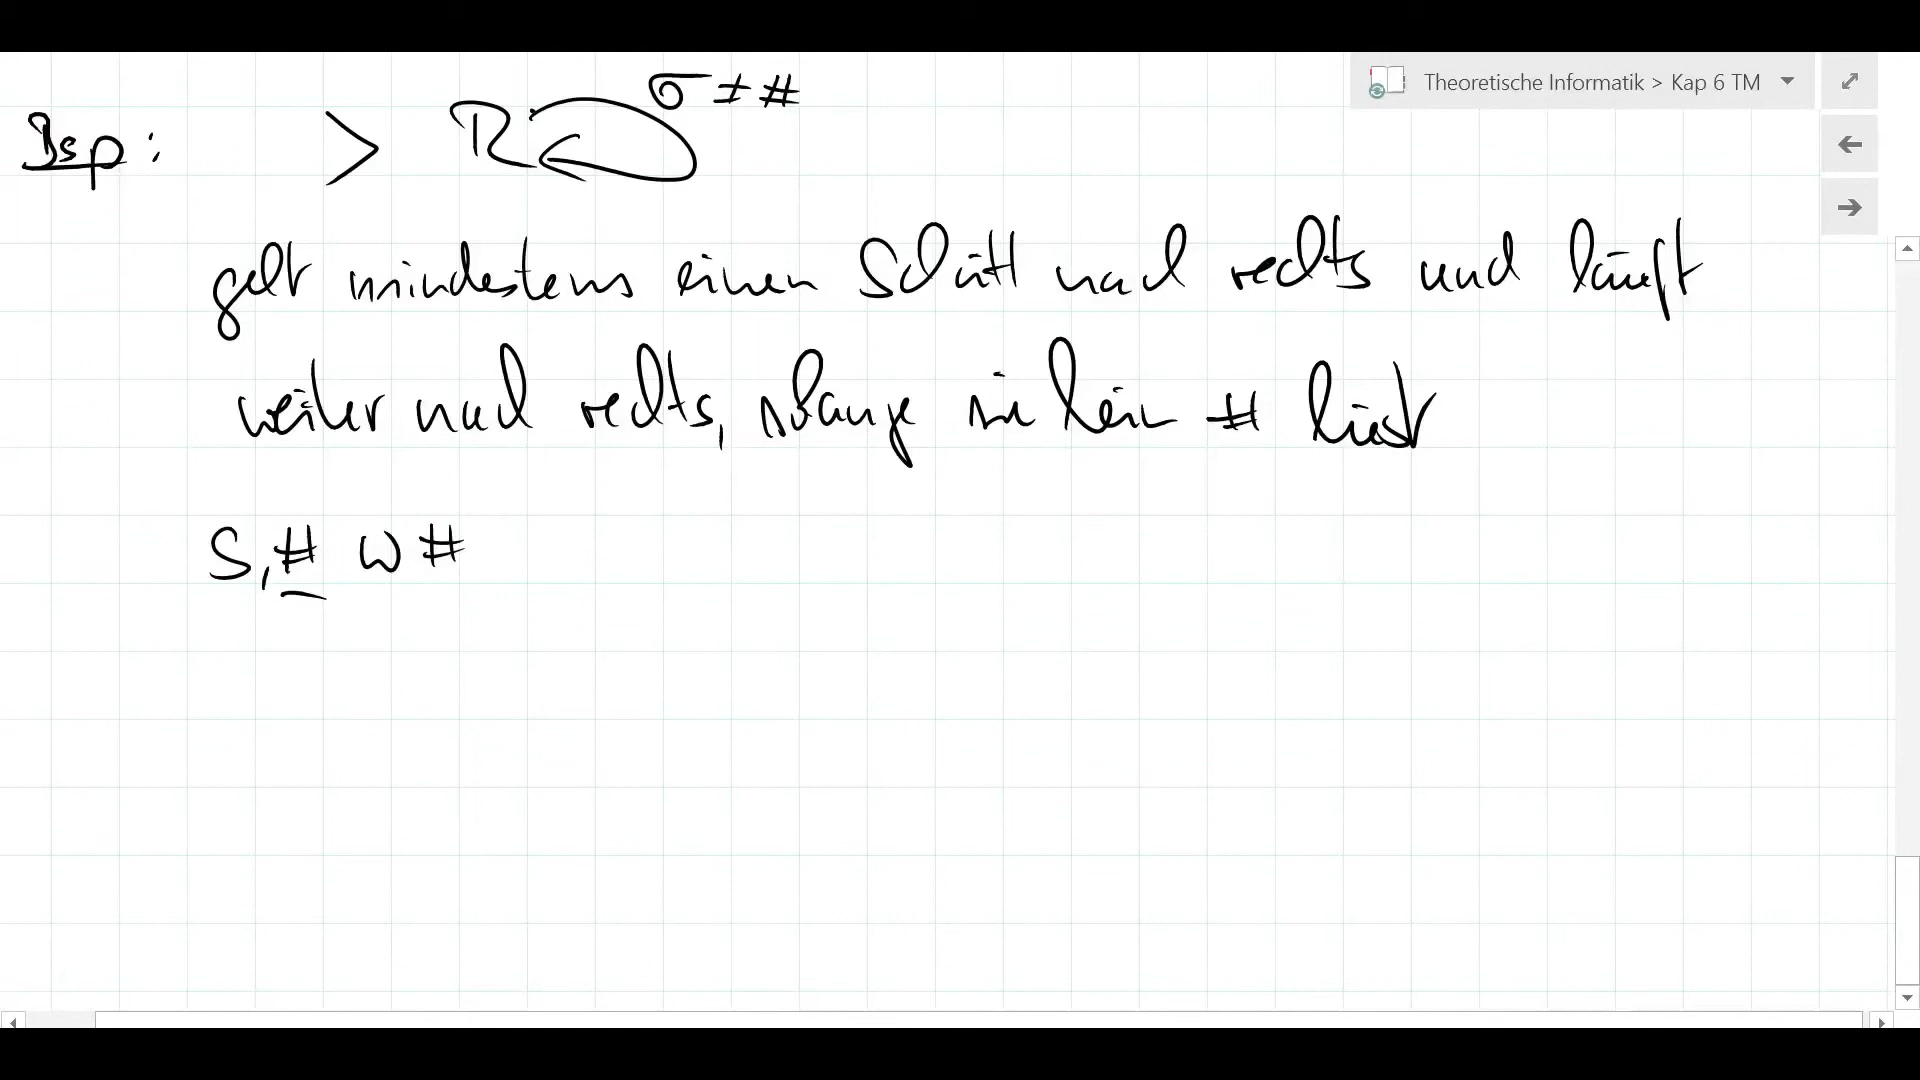 Theoretische Informatik > Kap 6 TM
Bsp: > R σ ≠ #
geht mindestens einen Schritt nach rechts und läuft
weiter nach rechts, solange sie kein # liest
s, # w #